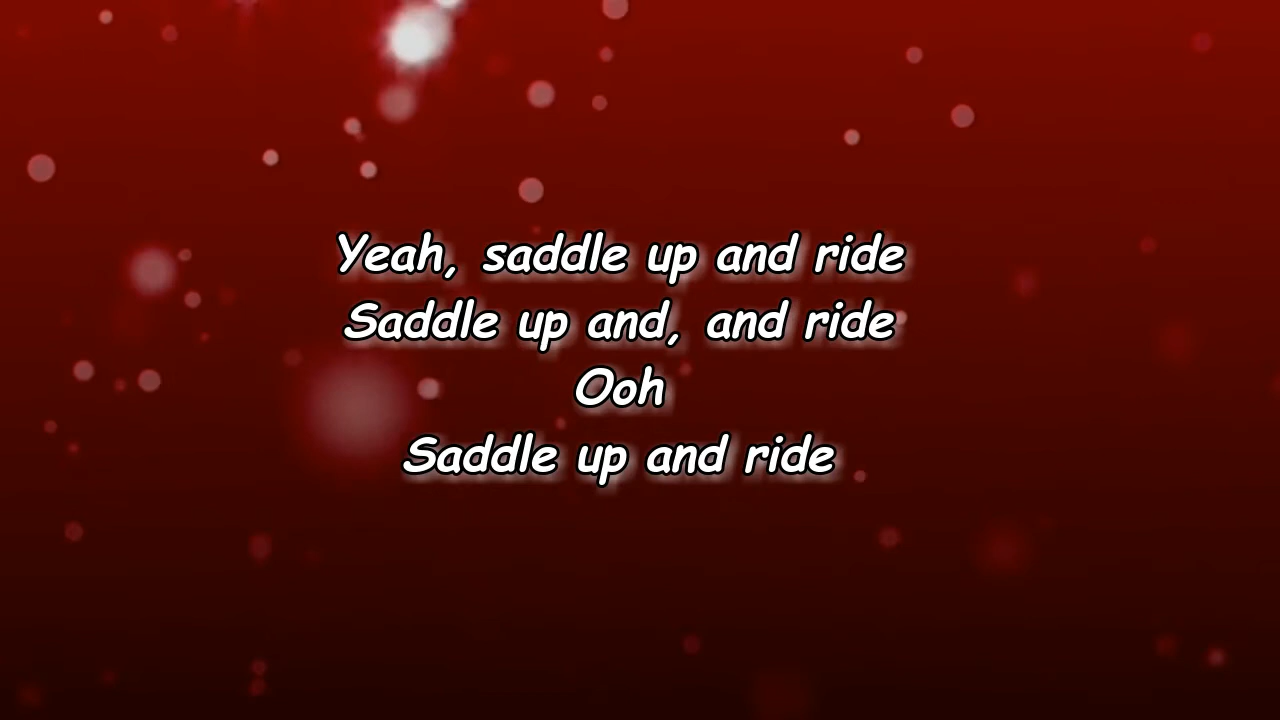 Yeah, saddle up and ride
Saddle up and, and ride
Ooh
Saddle up and ride